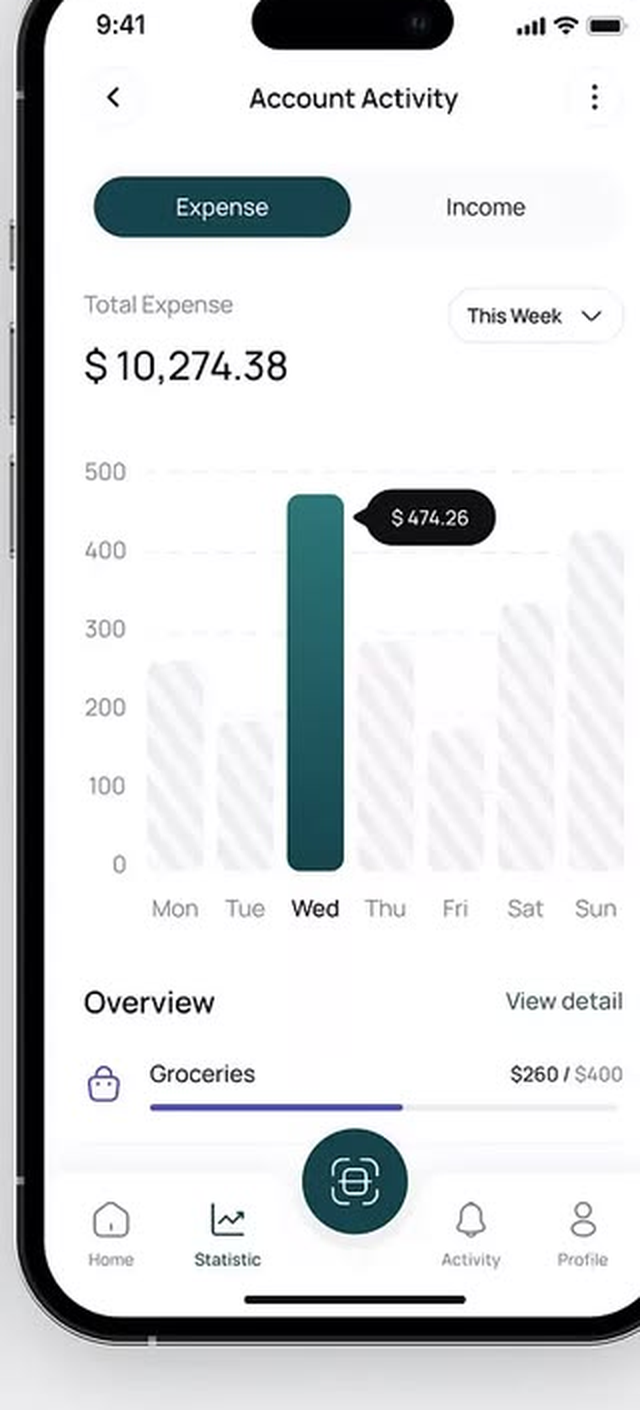 9:41
Account Activity
Expense Income
Total Expense
This Week
$ 10,274.38
500
$ 474.26
400
300
200
100
0
Mon Tue Wed Thu Fri Sat Sun
Overview View detail
Groceries $260 / $400
Home Statistic Activity Profile